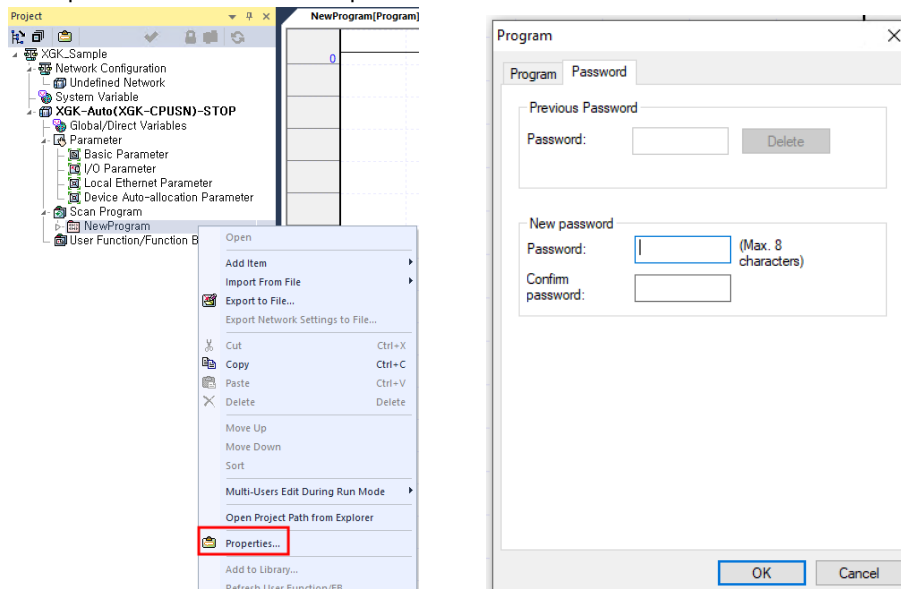 Project
NewProgram[Program]
XGK_Sample
Network Configuration
Undefined Network
System Variable
XGK-Auto(XGK-CPUSN)-STOP
Global/Direct Variables
Parameter
Basic Parameter
I/O Parameter
Local Ethernet Parameter
Device Auto-allocation Parameter
Scan Program
NewProgram
User Function/Function B
0
Open
Add Item
Import From File
Export to File...
Export Network Settings to File...
Cut Ctrl+X
Copy Ctrl+C
Paste Ctrl+V
Delete Delete
Move Up
Move Down
Sort
Multi-Users Edit During Run Mode
Open Project Path from Explorer
Properties...
Add to Library...
Refresh User Function/FB
Program
Program Password
Previous Password
Password:
Delete
New password
Password:
(Max. 8
characters)
Confirm
password:
OK Cancel